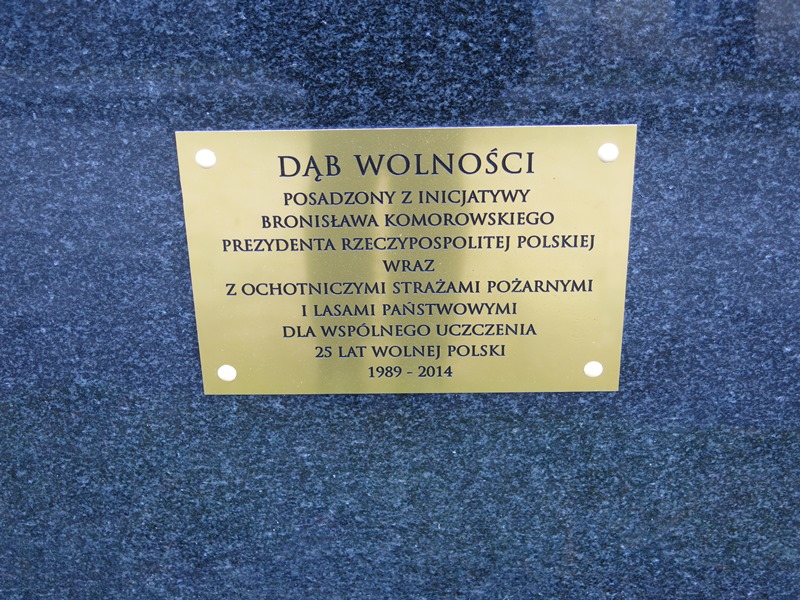 DĄB WOLNOŚCI
POSADZONY Z INICJATYWY
BRONISŁAWA KOMOROWSKIEGO
PREZYDENTA RZECZYPOSPOLITEJ POLSKIEJ
WRAZ
Z OCHOTNICZYMI STRAŻAMI POŻARNYMI
I LASAMI PAŃSTWOWYMI
DLA WSPÓLNEGO UCZCZENIA
25 LAT WOLNEJ POLSKI
1989 - 2014